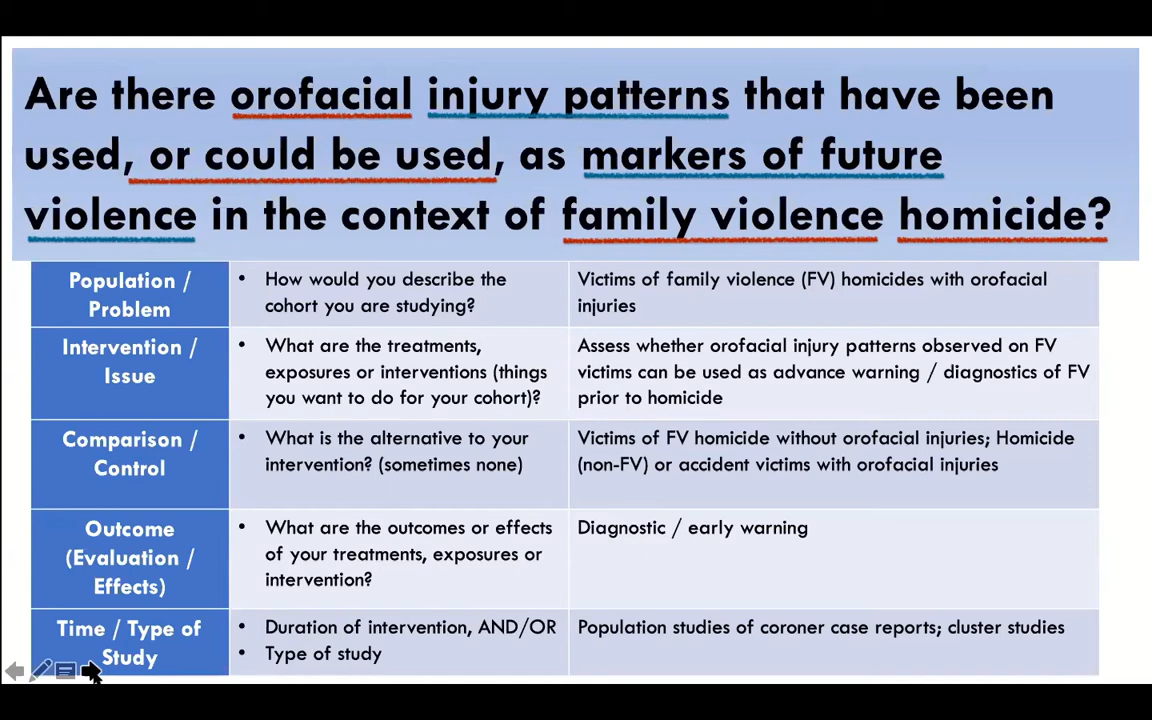 Are there orofacial injury patterns that have been
used, or could be used, as markers of future
violence in the context of family violence homicide?
Population /
Problem
• How would you describe the
cohort you are studying?
Victims of family violence (FV) homicides with orofacial
injuries
Intervention /
Issue
• What are the treatments,
exposures or interventions (things
you want to do for your cohort)?
Assess whether orofacial injury patterns observed on FV
victims can be used as advance warning / diagnostics of FV
prior to homicide
Comparison /
Control
• What is the alternative to your
intervention? (sometimes none)
Victims of FV homicide without orofacial injuries; Homicide
(non-FV) or accident victims with orofacial injuries
Outcome
(Evaluation /
Effects)
• What are the outcomes or effects
of your treatments, exposures or
intervention?
Diagnostic / early warning
Time / Type of
Study
• Duration of intervention, AND/OR
• Type of study
Population studies of coroner case reports; cluster studies